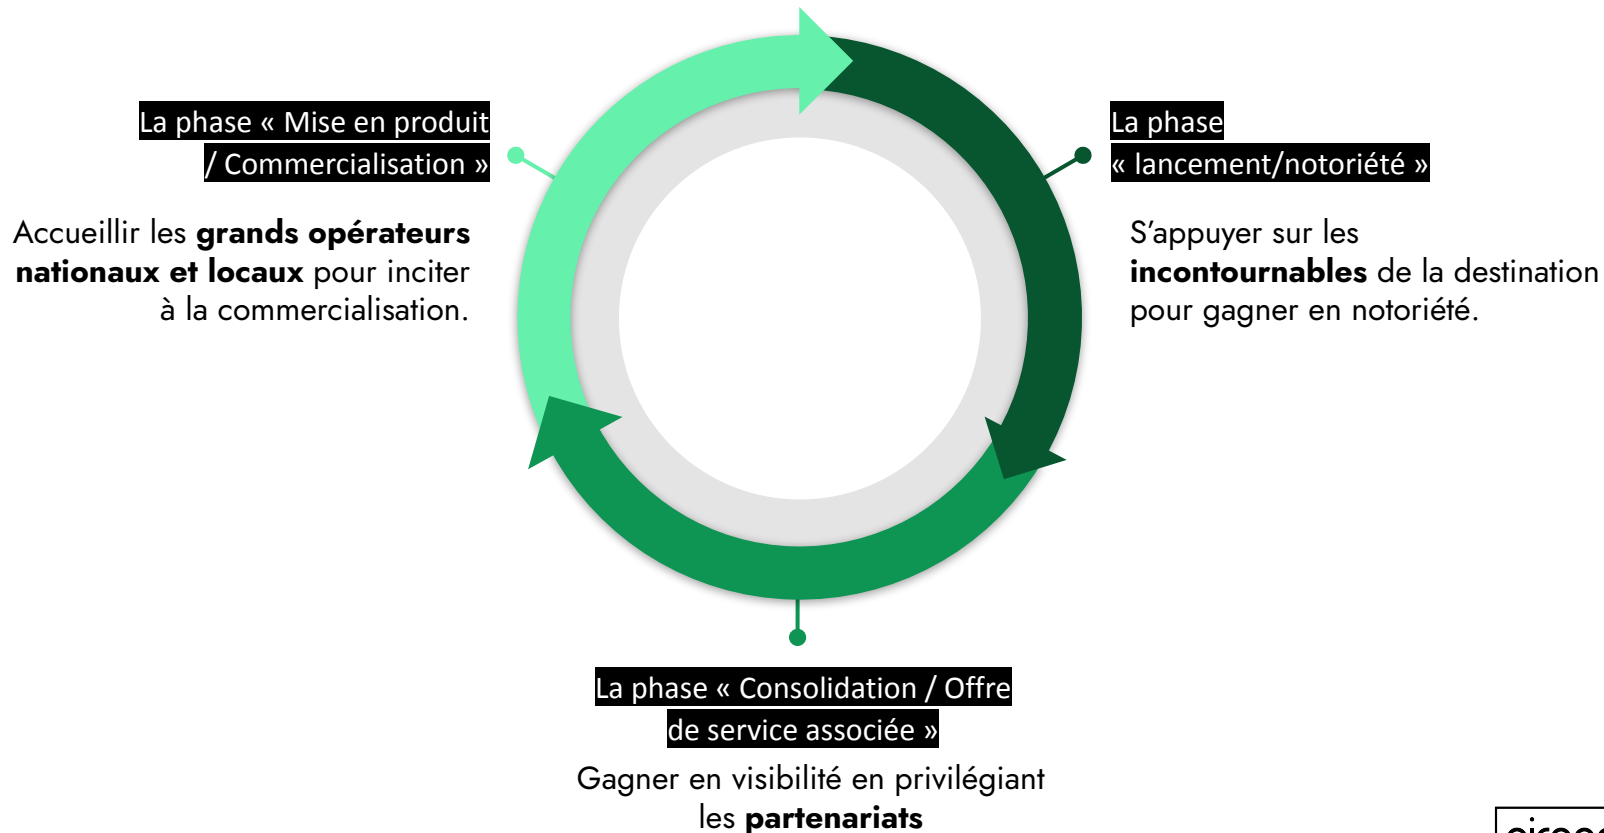 La phase « Mise en produit
/ Commercialisation »
Accueillir les grands opérateurs
nationaux et locaux pour inciter
à la commercialisation.
La phase
« lancement/notoriété »
S'appuyer sur les
incontournables de la destination
pour gagner en notoriété.
La phase « Consolidation / Offre
de service associée »
Gagner en visibilité en privilégiant
les partenariats